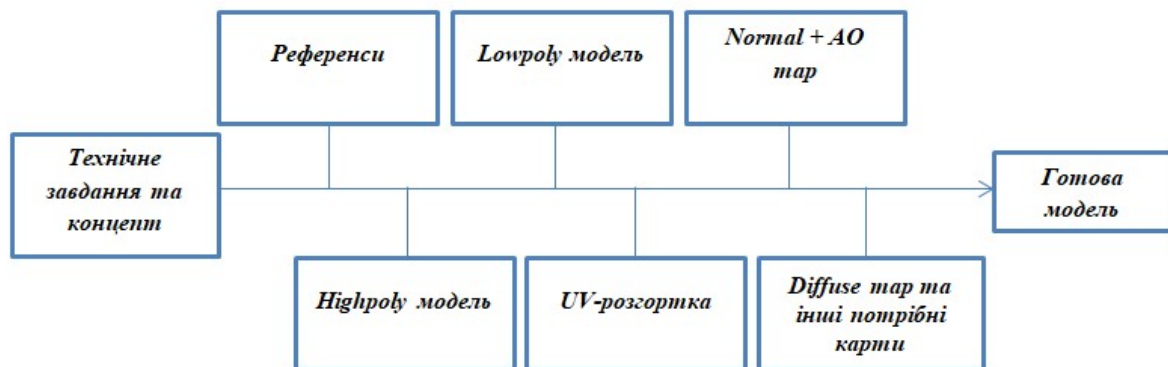 Референси
Lowpoly модель
Normal + AO
map
Технічне
завдання та
концепт
Готова
модель
Highpoly модель
UV-розгортка
Diffuse map та
інші потрібні
карти